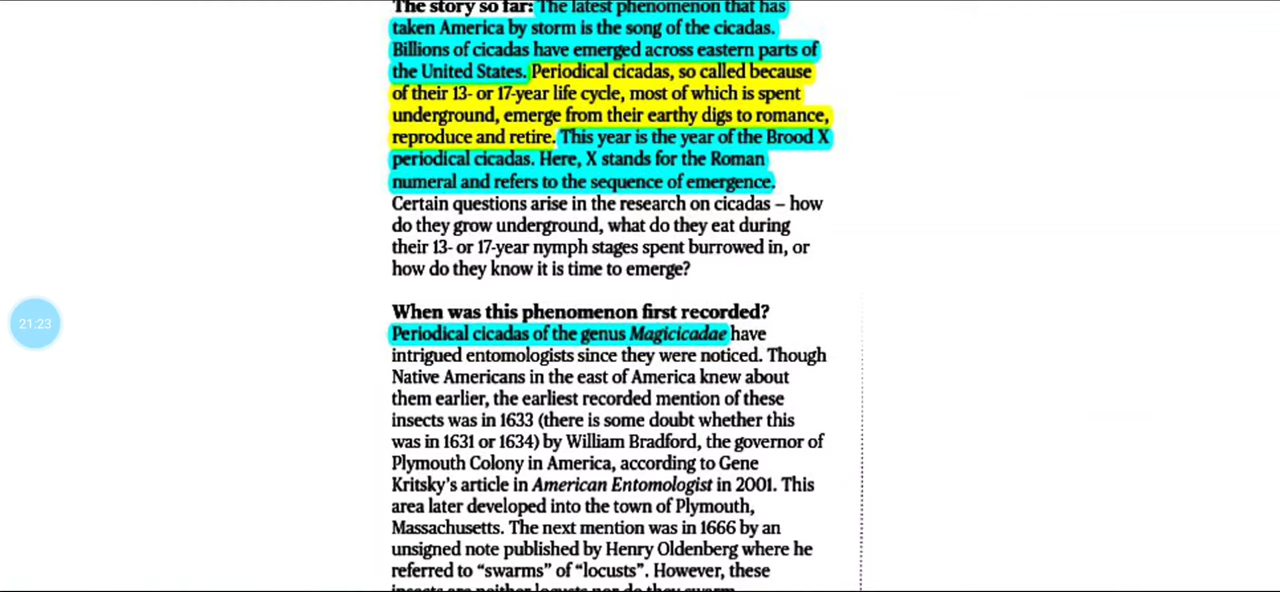 The story so far: The latest phenomenon that has
taken America by storm is the song of the cicadas.
Billions of cicadas have emerged across eastern parts of
the United States. Periodical cicadas, so called because
of their 13- or 17-year life cycle, most of which is spent
underground, emerge from their earthy digs to romance,
reproduce and retire. This year is the year of the Brood X
periodical cicadas. Here, X stands for the Roman
numeral and refers to the sequence of emergence.
Certain questions arise in the research on cicadas – how
do they grow underground, what do they eat during
their 13- or 17-year nymph stages spent burrowed in, or
how do they know it is time to emerge?
21:23
When was this phenomenon first recorded?
Periodical cicadas of the genus Magicicadae have
intrigued entomologists since they were noticed. Though
Native Americans in the east of America knew about
them earlier, the earliest recorded mention of these
insects was in 1633 (there is some doubt whether this
was in 1631 or 1634) by William Bradford, the governor of
Plymouth Colony in America, according to Gene
Kritsky's article in American Entomologist in 2001. This
area later developed into the town of Plymouth,
Massachusetts. The next mention was in 1666 by an
unsigned note published by Henry Oldenberg where he
referred to “swarms” of “locusts”. However, these
insects are neither locusts nor do they swarm